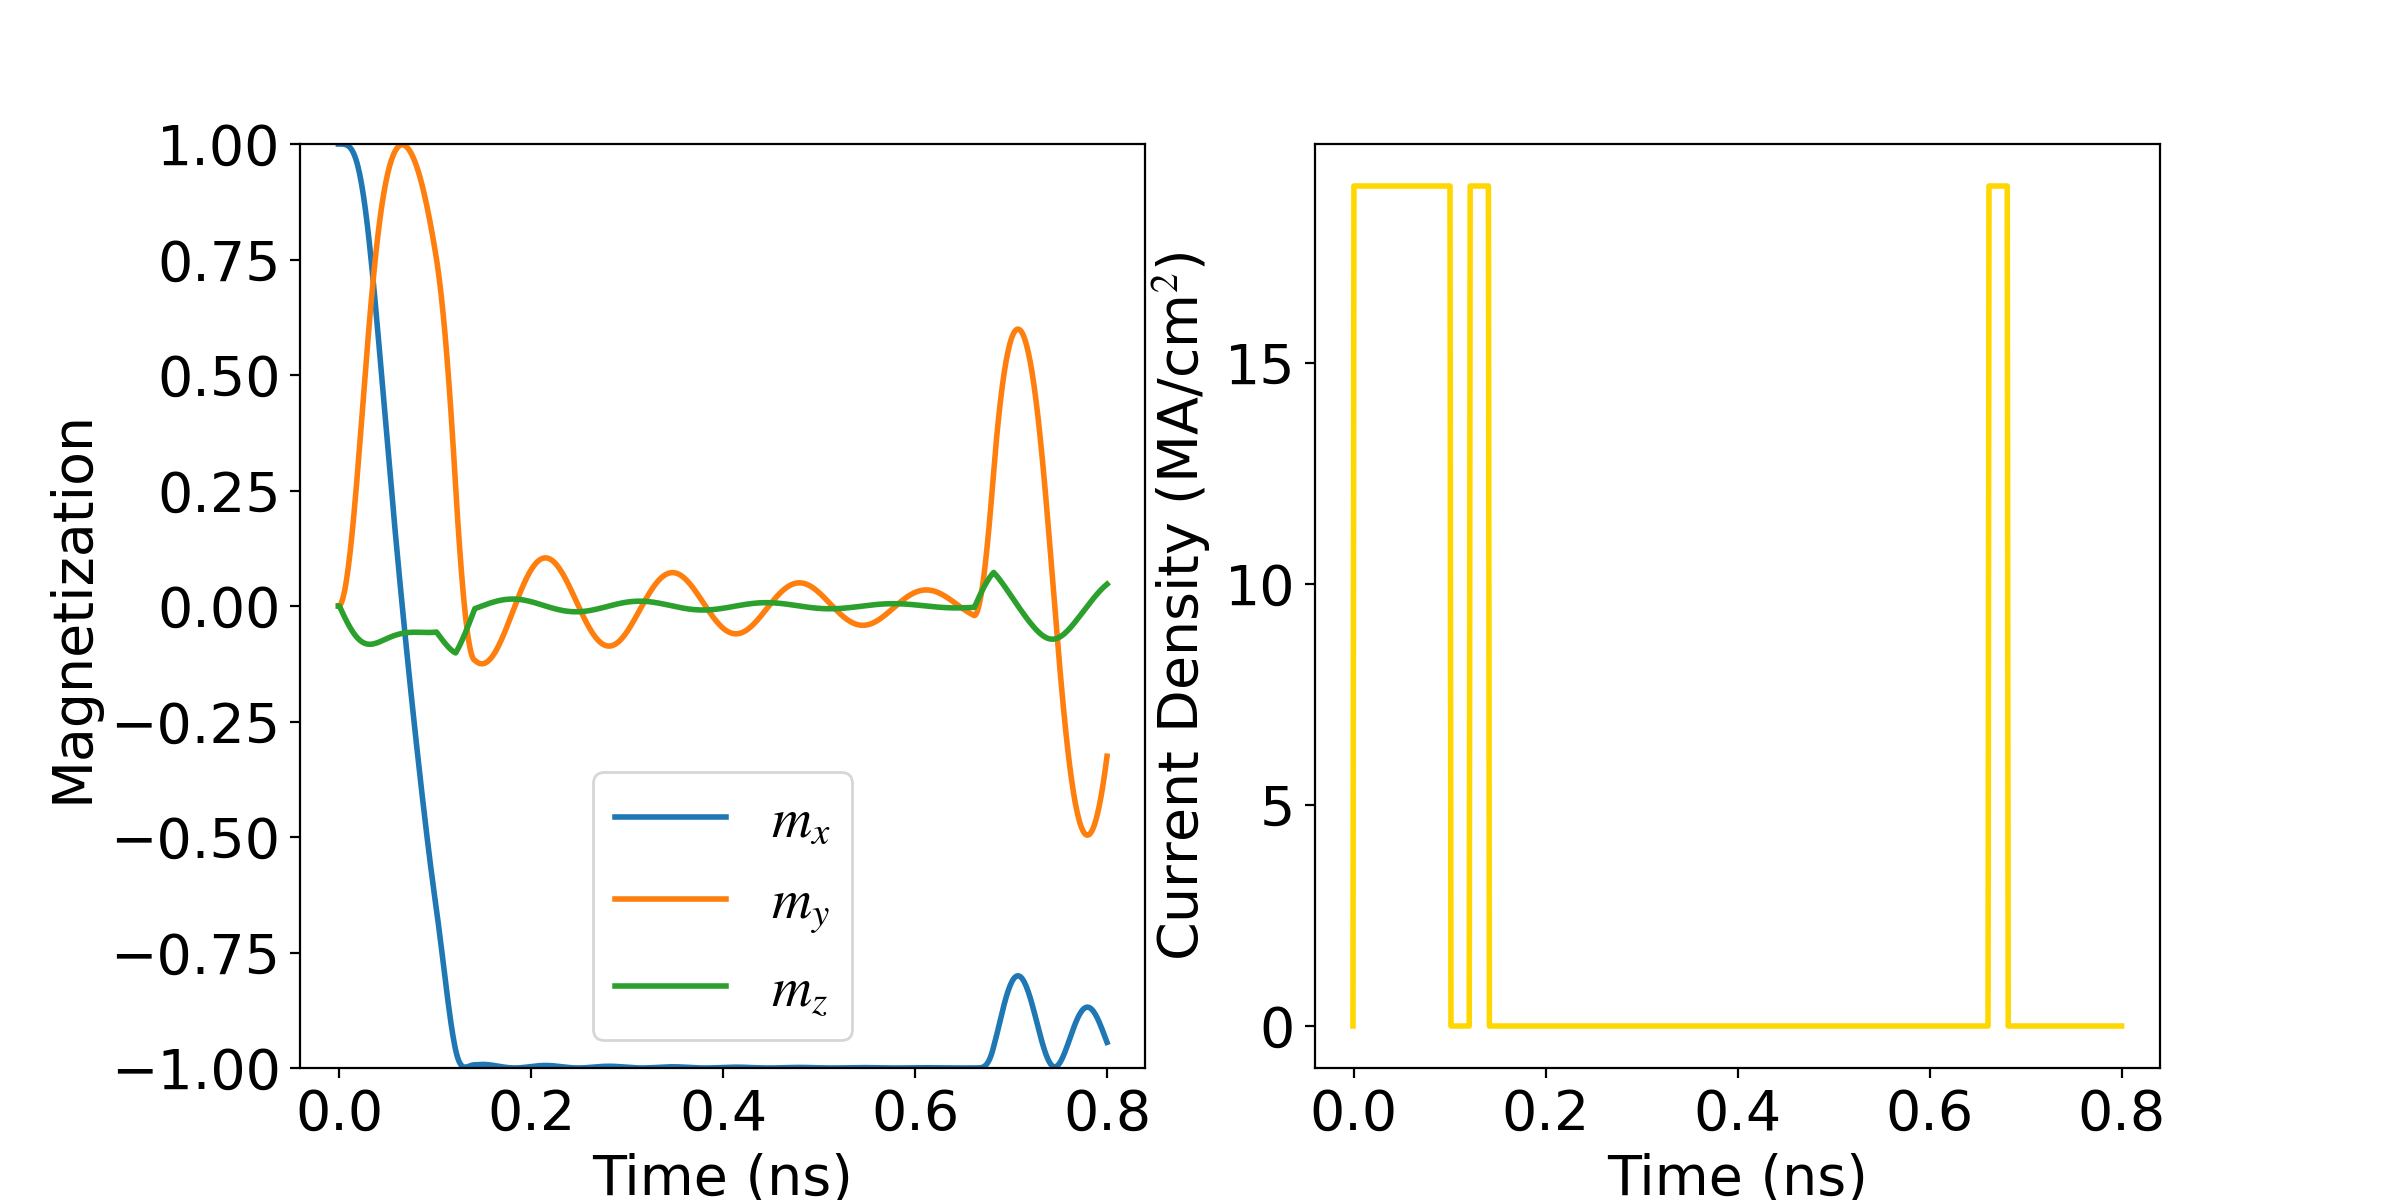 Magnetization
1.00
0.75
0.50
0.25
0.00
−0.25
−0.50
−0.75
−1.00
0.0 0.2 0.4 0.6 0.8
Time (ns)
m_x
m_y
m_z
Current Density (MA/cm²)
15
10
5
0
0.0 0.2 0.4 0.6 0.8
Time (ns)